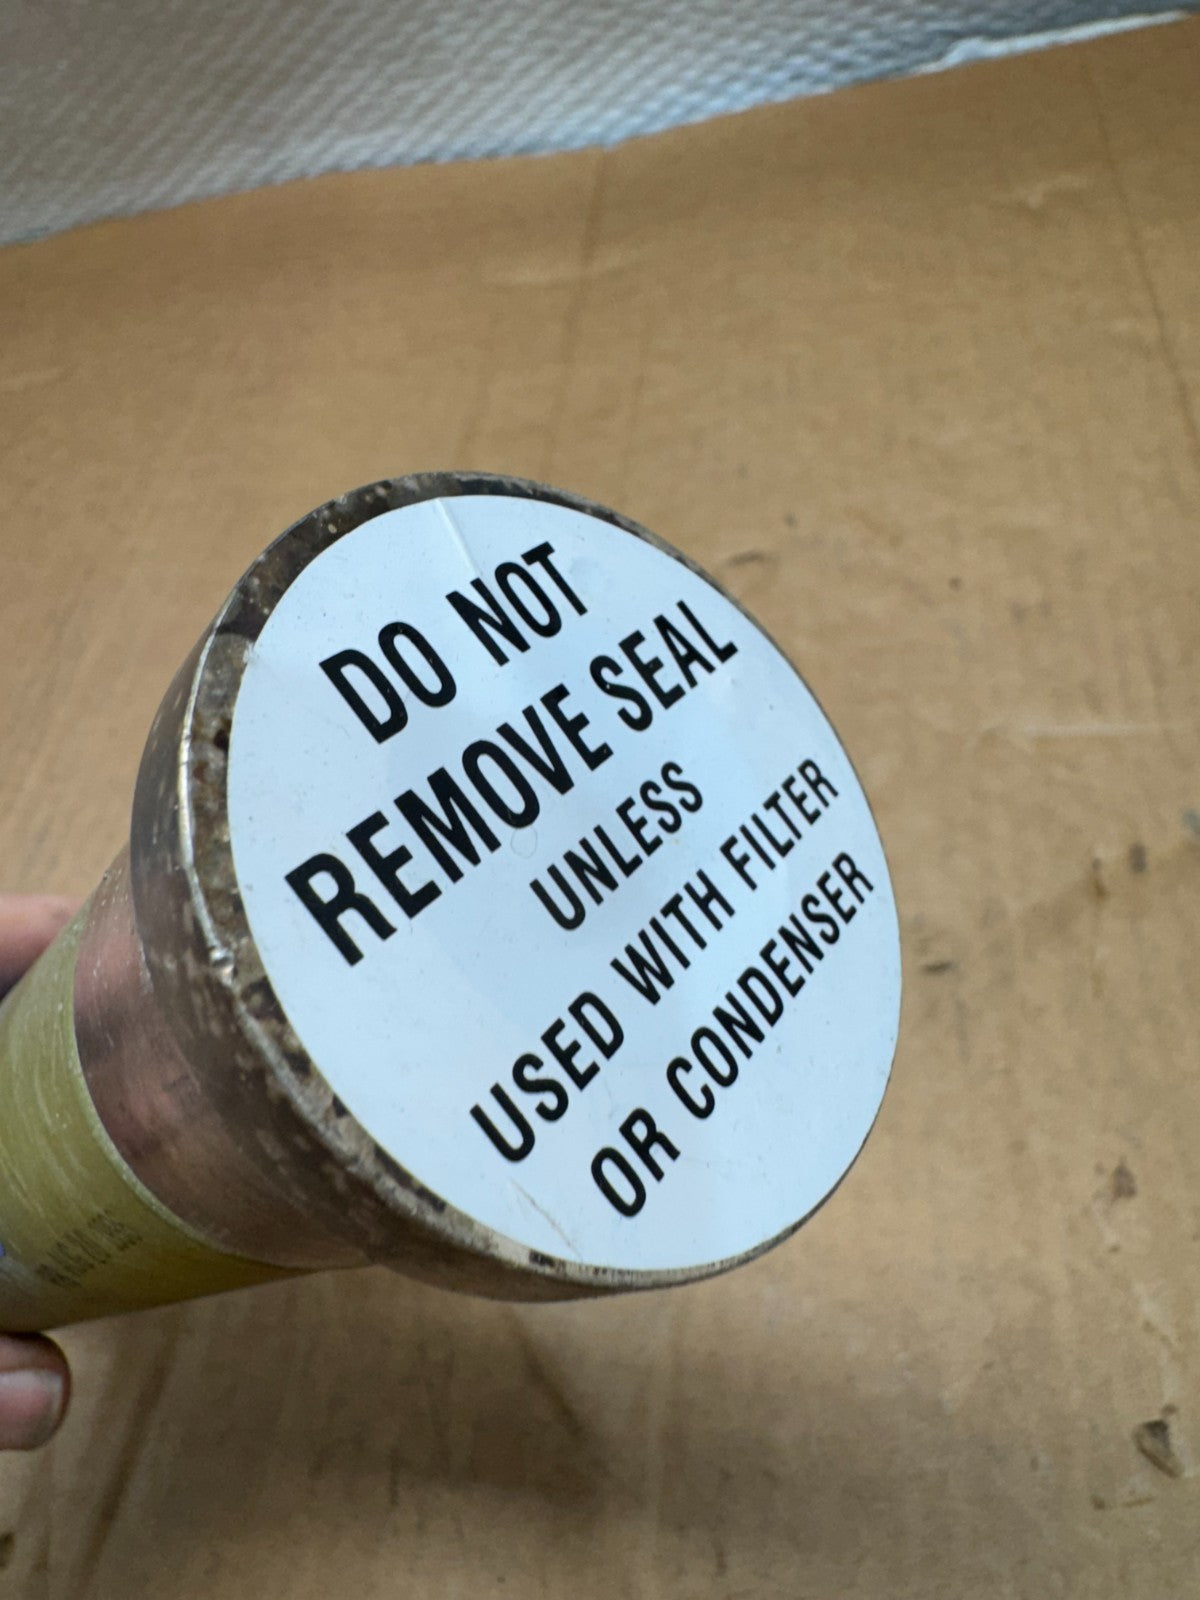 DO NOT
REMOVE SEAL
UNLESS
USED WITH FILTER
OR CONDENSER